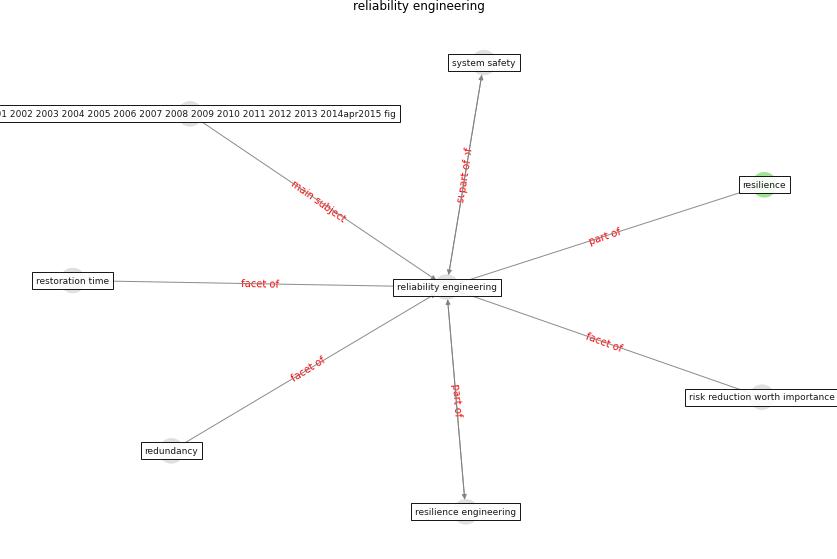 reliability engineering
system safety
2002 2003 2004 2005 2006 2007 2008 2009 2010 2011 2012 2013 2014apr2015 fig
part of
resilience
main subject
part of
restoration time
facet of
reliability engineering
facet of
facet of
risk reduction worth importance
part of
redundancy
resilience engineering